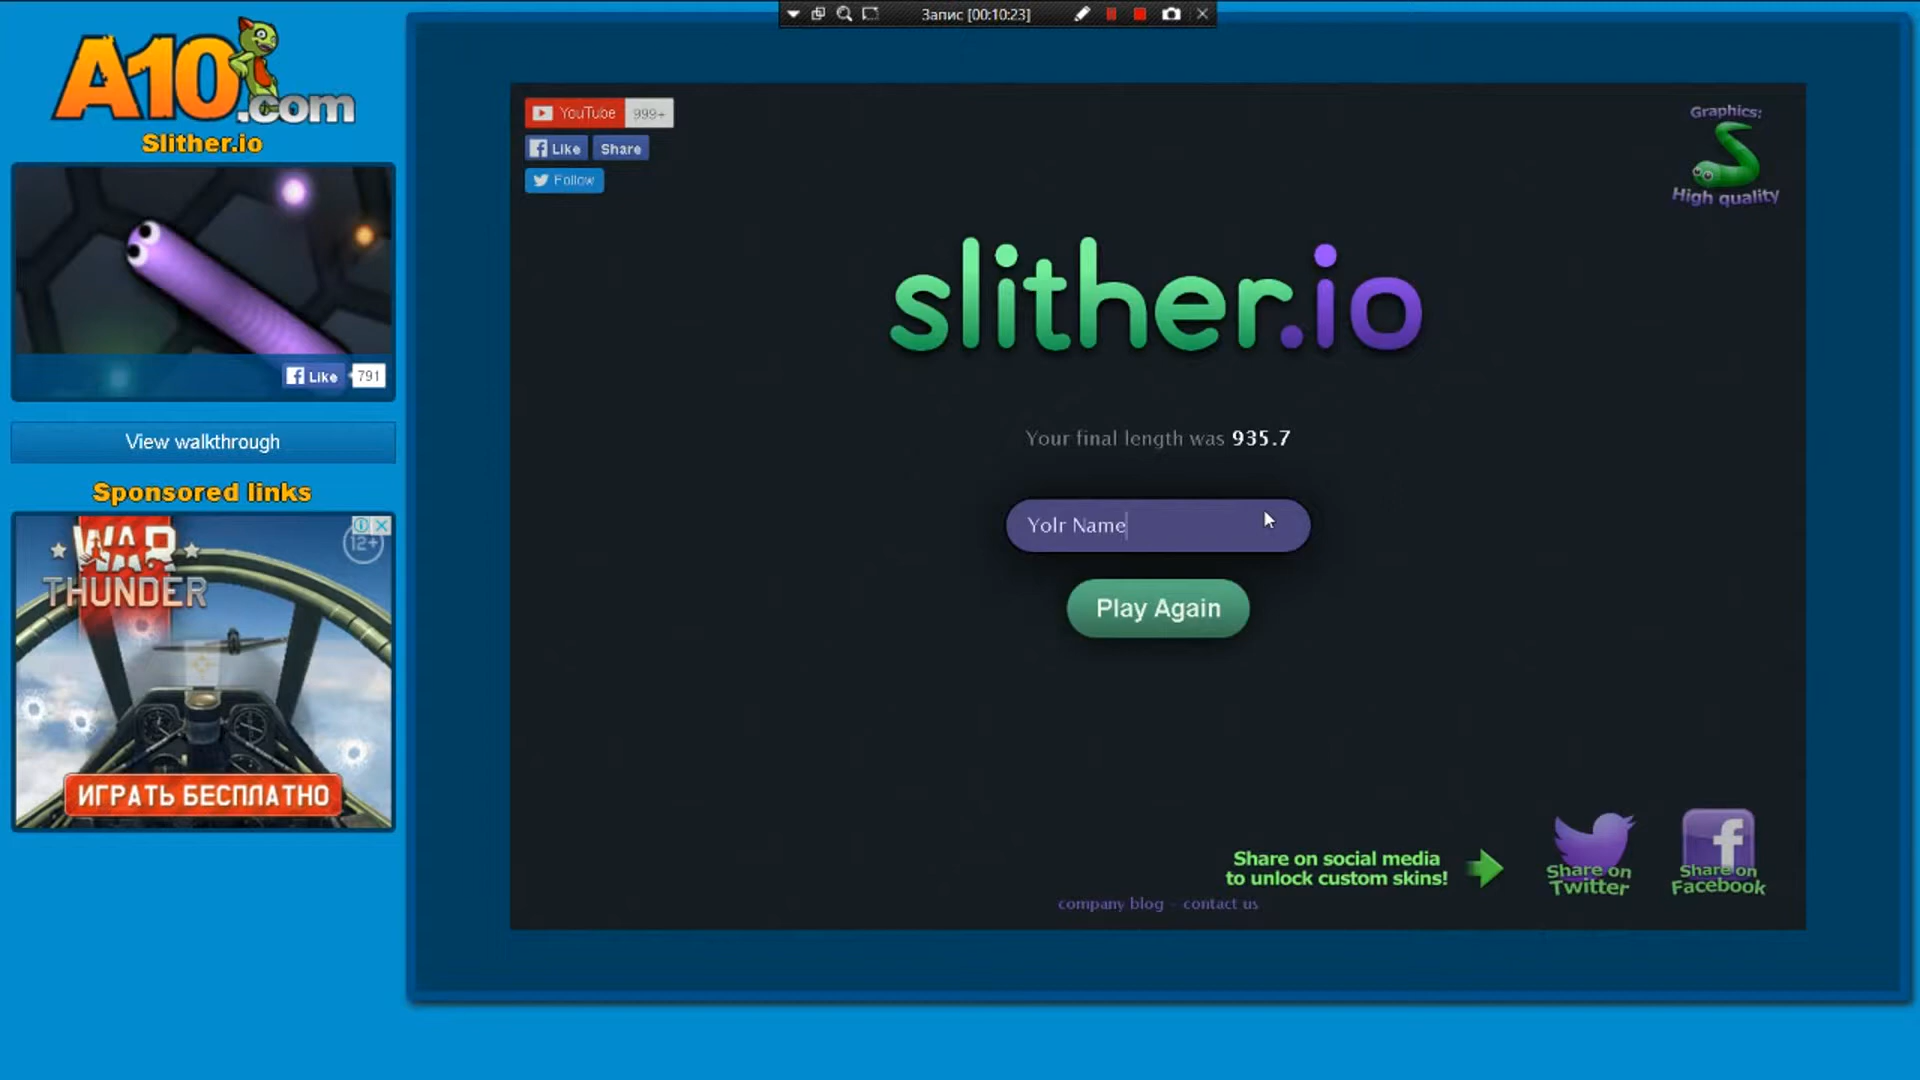 Запис [00:10:23]
A10.com
Slither.io
Like 791
View walkthrough
Sponsored links
WAR
THUNDER
12+
ИГРАТЬ БЕСПЛАТНО
YouTube 999+
Like Share
Follow
Graphics:
High quality
slither.io
Your final length was 935.7
Yolr Name
Play Again
Share on social media
to unlock custom skins!
Share on
Twitter
Share on
Facebook
company blog - contact us